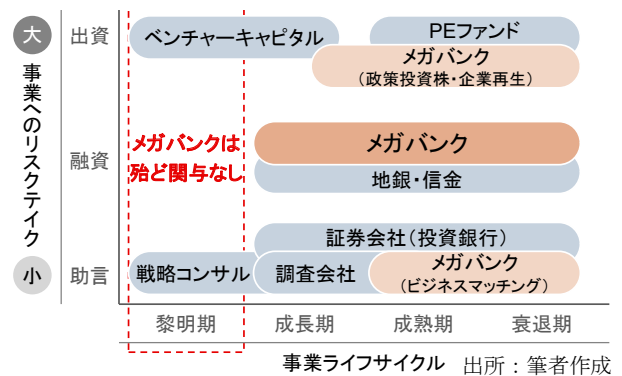 大
事業へのリスクテイク
小
出資
ベンチャーキャピタル
PEファンド
メガバンク
（政策投資株・企業再生）
融資
メガバンクは
殆ど関与なし
メガバンク
地銀・信金
助言
証券会社（投資銀行）
戦略コンサル
調査会社
メガバンク
（ビジネスマッチング）
黎明期
成長期
成熟期
衰退期
事業ライフサイクル
出所：筆者作成